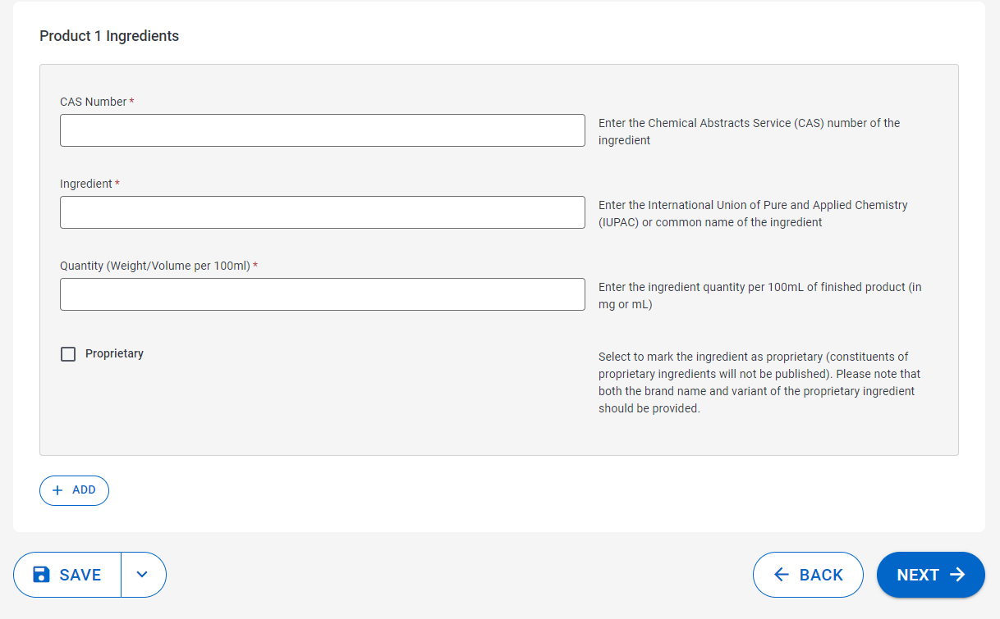 Product 1 Ingredients
CAS Number *
Enter the Chemical Abstracts Service (CAS) number of the
ingredient
Ingredient *
Enter the International Union of Pure and Applied Chemistry
(IUPAC) or common name of the ingredient
Quantity (Weight/Volume per 100ml) *
Enter the ingredient quantity per 100mL of finished product (in
mg or mL)
Proprietary
Select to mark the ingredient as proprietary (constituents of
proprietary ingredients will not be published). Please note that
both the brand name and variant of the proprietary ingredient
should be provided.
+ ADD
SAVE
BACK
NEXT